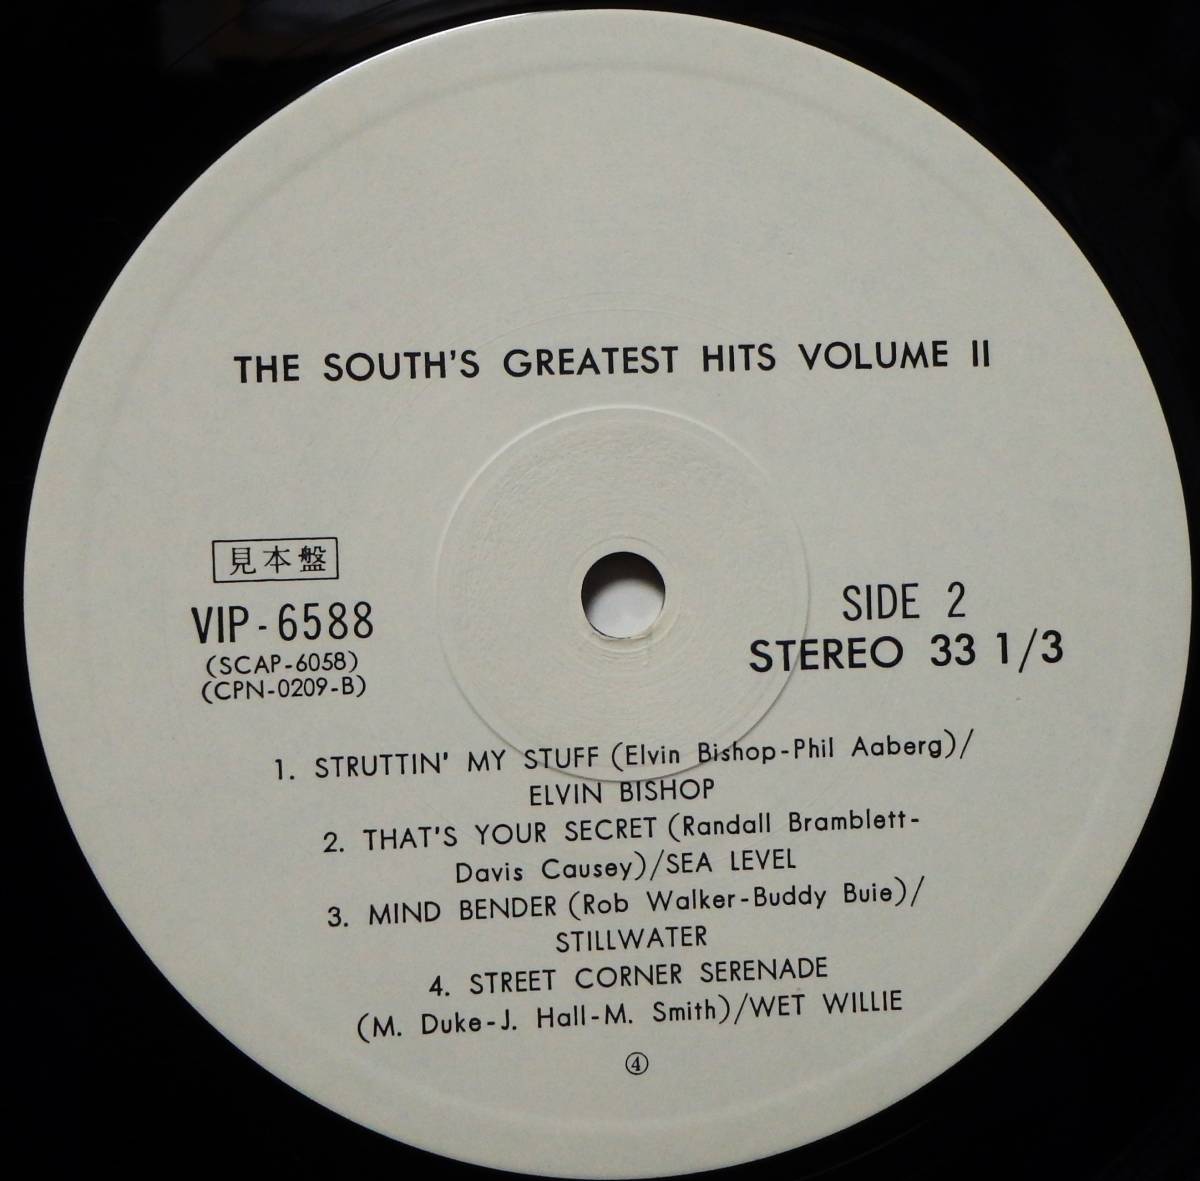 THE SOUTH'S GREATEST HITS VOLUME II
見本盤
VIP-6588
(SCAP-6058)
(CPN-0209-B)
SIDE 2
STEREO 33 1/3
1. STRUTTIN' MY STUFF (Elvin Bishop-Phil Aaberg)/
ELVIN BISHOP
2. THAT'S YOUR SECRET (Randall Bramblett-
Davis Causey)/SEA LEVEL
3. MIND BENDER (Rob Walker-Buddy Buie)/
STILLWATER
4. STREET CORNER SERENADE
(M. Duke-J. Hall-M. Smith)/WET WILLIE
④